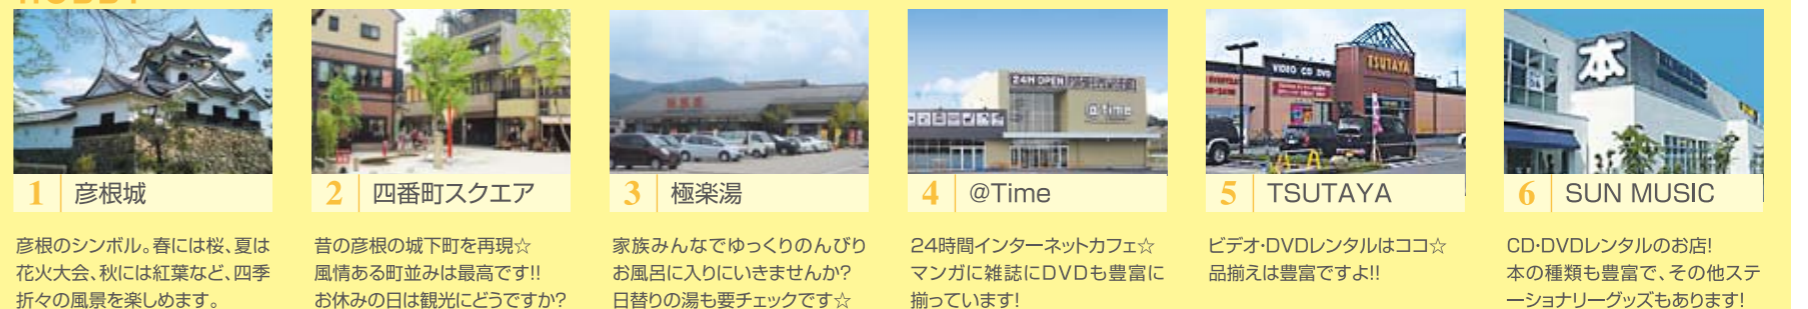 HOBBY
24H OPEN
@Time
VIDEO CD DVD
TSUTAYA
本
1 彦根城
彦根のシンボル。春には桜、夏は
花火大会、秋には紅葉など、四季
折々の風景を楽しめます。
2 四番町スクエア
昔の彦根の城下町を再現☆
風情ある町並みは最高です!!
お休みの日は観光にどうですか?
3 極楽湯
家族みんなでゆっくりのんびり
お風呂に入りにいきませんか?
日替りの湯も要チェックです☆
4 @Time
24時間インターネットカフェ☆
マンガに雑誌にDVDも豊富に
揃っています!
5 TSUTAYA
ビデオ・DVDレンタルはココ☆
品揃えは豊富ですよ!!
6 SUN MUSIC
CD・DVDレンタルのお店!
本の種類も豊富で、その他ステ
ーショナリーグッズもあります!